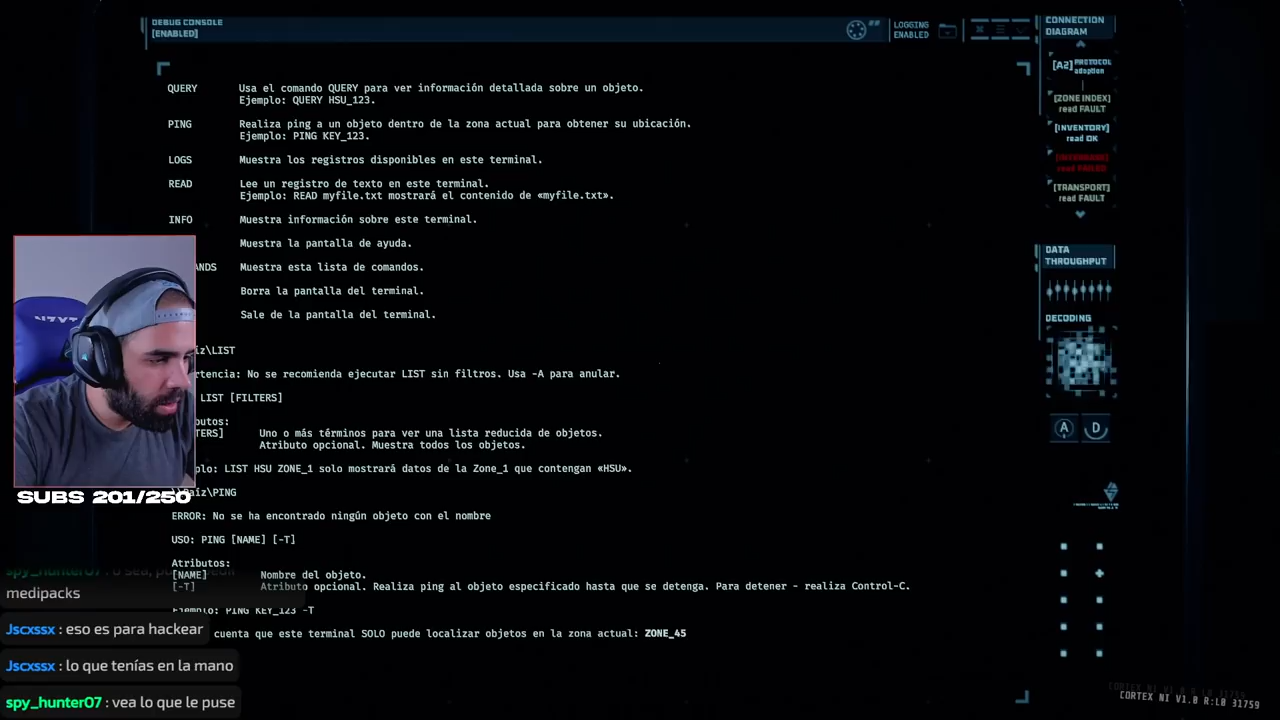 DEBUG CONSOLE
[ENABLED]
LOGGING
ENABLED
CONNECTION
DIAGRAM
[A2] PROTOCOL
adoption
[ZONE INDEX]
read FAULT
[INVENTORY]
read OK
read FAILED
[TRANSPORT]
read FAULT
DATA
THROUGHPUT
DECODING
A D
QUERY Usa el comando QUERY para ver información detallada sobre un objeto.
Ejemplo: QUERY HSU_123.
PING Realiza ping a un objeto dentro de la zona actual para obtener su ubicación.
Ejemplo: PING KEY_123.
LOGS Muestra los registros disponibles en este terminal.
READ Lee un registro de texto en este terminal.
Ejemplo: READ myfile.txt mostrará el contenido de «myfile.txt».
INFO Muestra información sobre este terminal.
Muestra la pantalla de ayuda.
ANDS Muestra esta lista de comandos.
Borra la pantalla del terminal.
Sale de la pantalla del terminal.
íz\LIST
rtencia: No se recomienda ejecutar LIST sin filtros. Usa -A para anular.
LIST [FILTERS]
butos:
TERS] Uno o más términos para ver una lista reducida de objetos.
Atributo opcional. Muestra todos los objetos.
plo: LIST HSU ZONE_1 solo mostrará datos de la Zone_1 que contengan «HSU».
\\Raíz\PING
ERROR: No se ha encontrado ningún objeto con el nombre
USO: PING [NAME] [-T]
Atributos:
[NAME] Nombre del objeto.
[-T] Atributo opcional. Realiza ping al objeto especificado hasta que se detenga. Para detener - realiza Control-C.
Ejemplo: PING KEY_123 -T
cuenta que este terminal SOLO puede localizar objetos en la zona actual: ZONE_45
SUBS 201/250
spy_hunter07 : o sea,
medipacks
Jscxssx : eso es para hackear
Jscxssx : lo que tenías en la mano
spy_hunter07 : vea lo que le puse
CORTEX NI V1.0 R:L0 31759